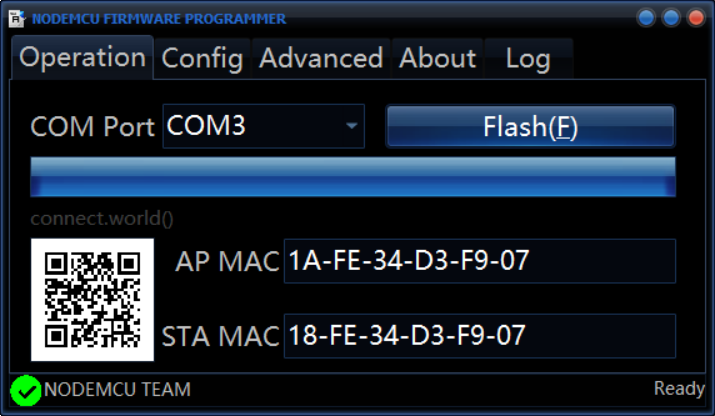 NODEMCU FIRMWARE PROGRAMMER
Operation Config Advanced About Log
COM Port COM3 Flash(F)
connect.world()
AP MAC 1A-FE-34-D3-F9-07
STA MAC 18-FE-34-D3-F9-07
NODEMCU TEAM Ready